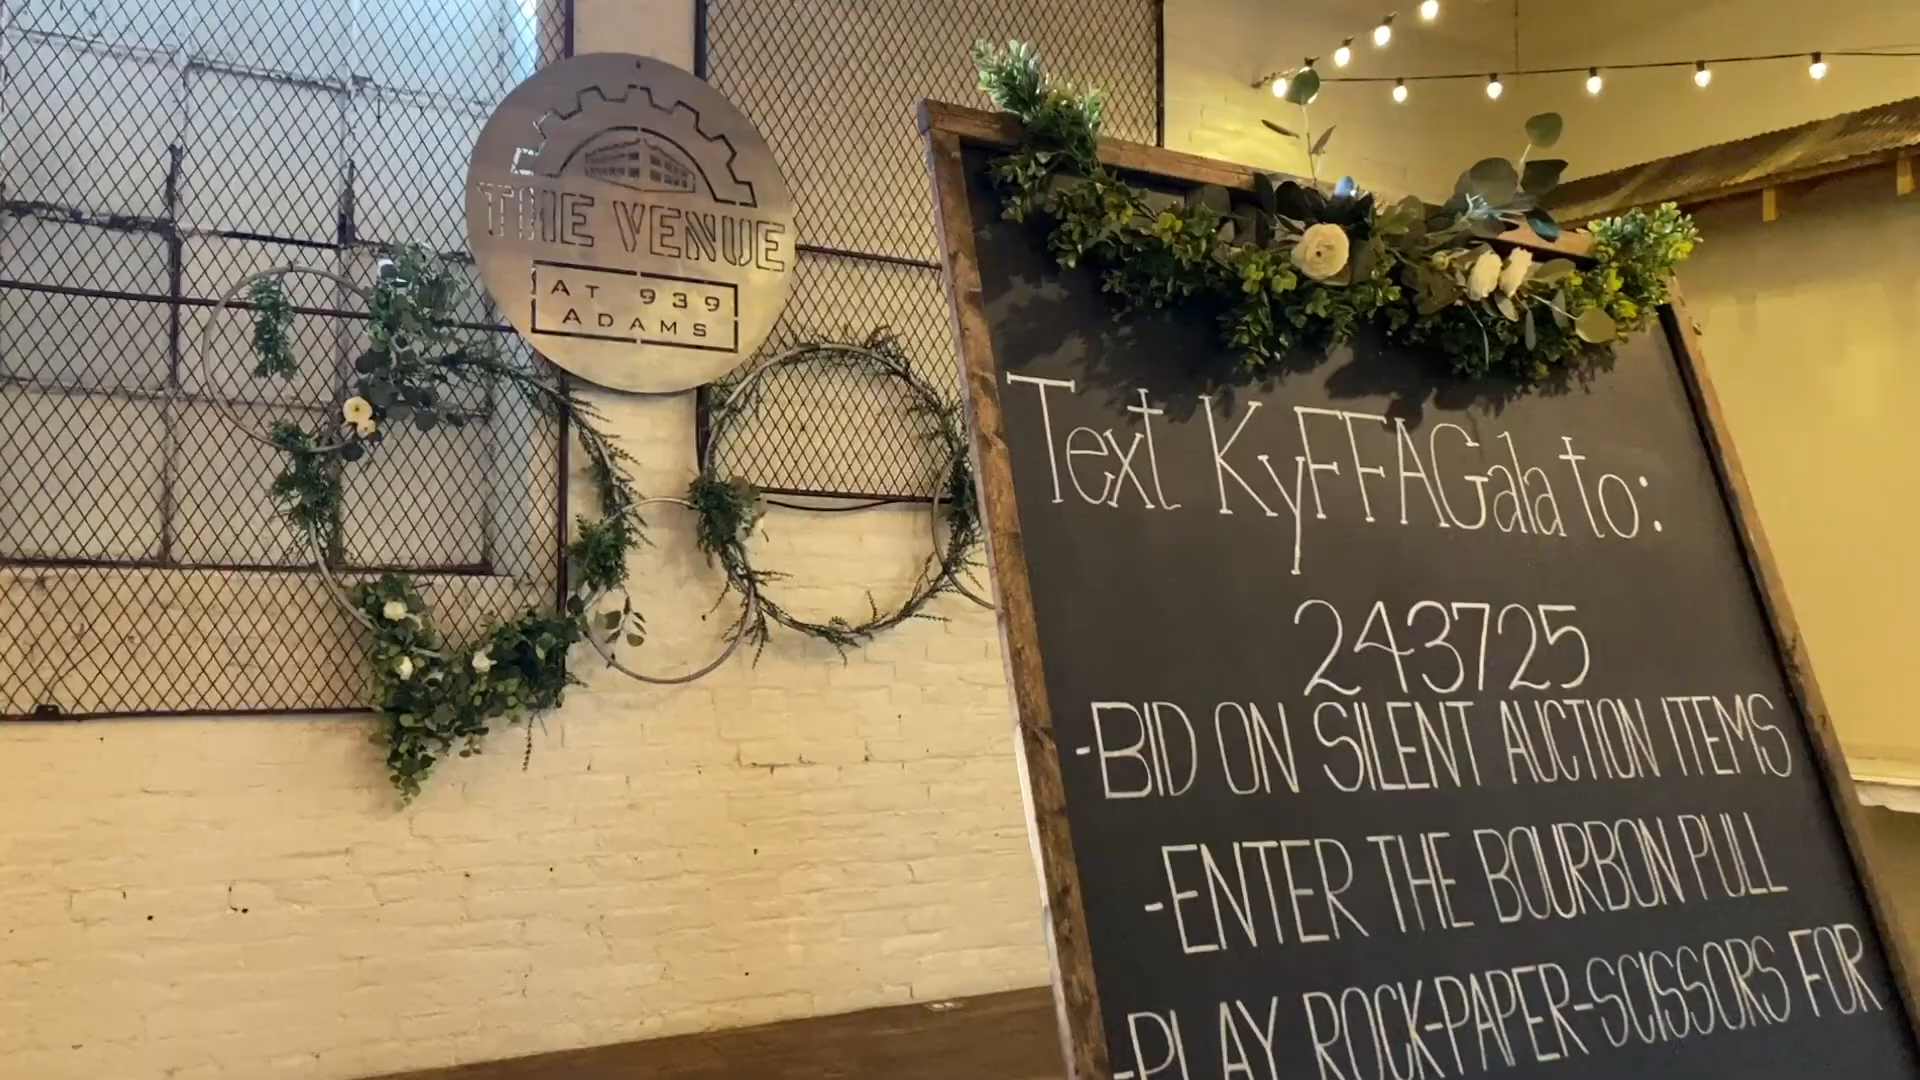 THE VENUE
AT 939
ADAMS
Text KyFFAGala to:
243725
-BID ON SILENT AUCTION ITEMS
-ENTER THE BOURBON PULL
-PLAY ROCK-PAPER-SCISSORS FOR